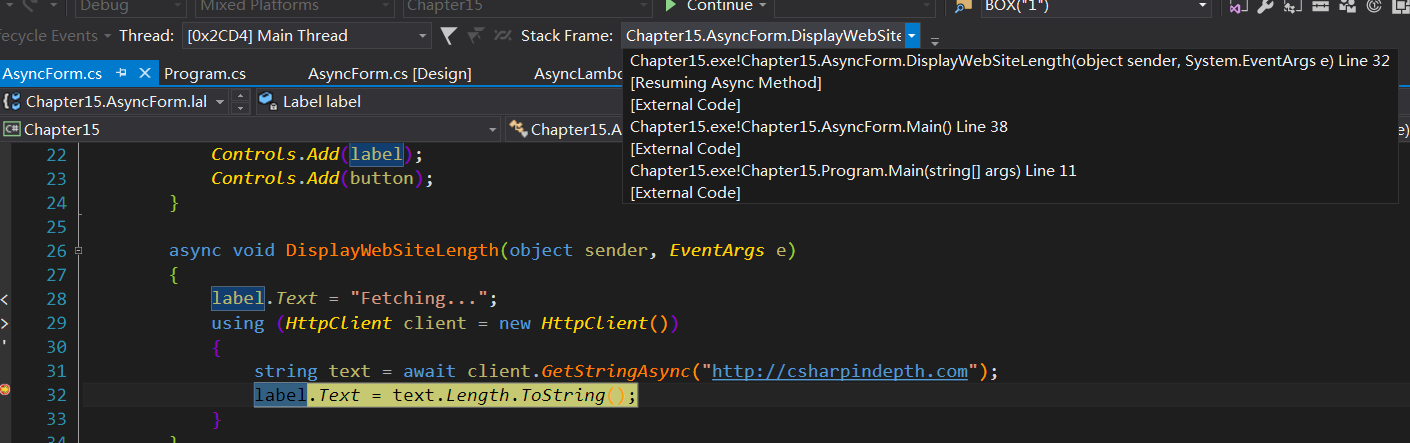 Debug Mixed Platforms Chapter15 Continue BOX("1")
ecycle Events Thread: [0x2CD4] Main Thread Stack Frame: Chapter15.AsyncForm.DisplayWebSite
Chapter15.exe!Chapter15.AsyncForm.DisplayWebSiteLength(object sender, System.EventArgs e) Line 32
[Resuming Async Method]
[External Code]
Chapter15.exe!Chapter15.AsyncForm.Main() Line 38
[External Code]
Chapter15.exe!Chapter15.Program.Main(string[] args) Line 11
[External Code]
AsyncForm.cs Program.cs AsyncForm.cs [Design] AsyncLamb
Chapter15.AsyncForm.lal Label label
Chapter15 Chapter15.A e)
22 Controls.Add(label);
23 Controls.Add(button);
24 }
25
26 async void DisplayWebSiteLength(object sender, EventArgs e)
27 {
28 label.Text = "Fetching...";
29 using (HttpClient client = new HttpClient())
30 {
31 string text = await client.GetStringAsync("http://csharpindepth.com");
32 label.Text = text.Length.ToString();
33 }
34 }